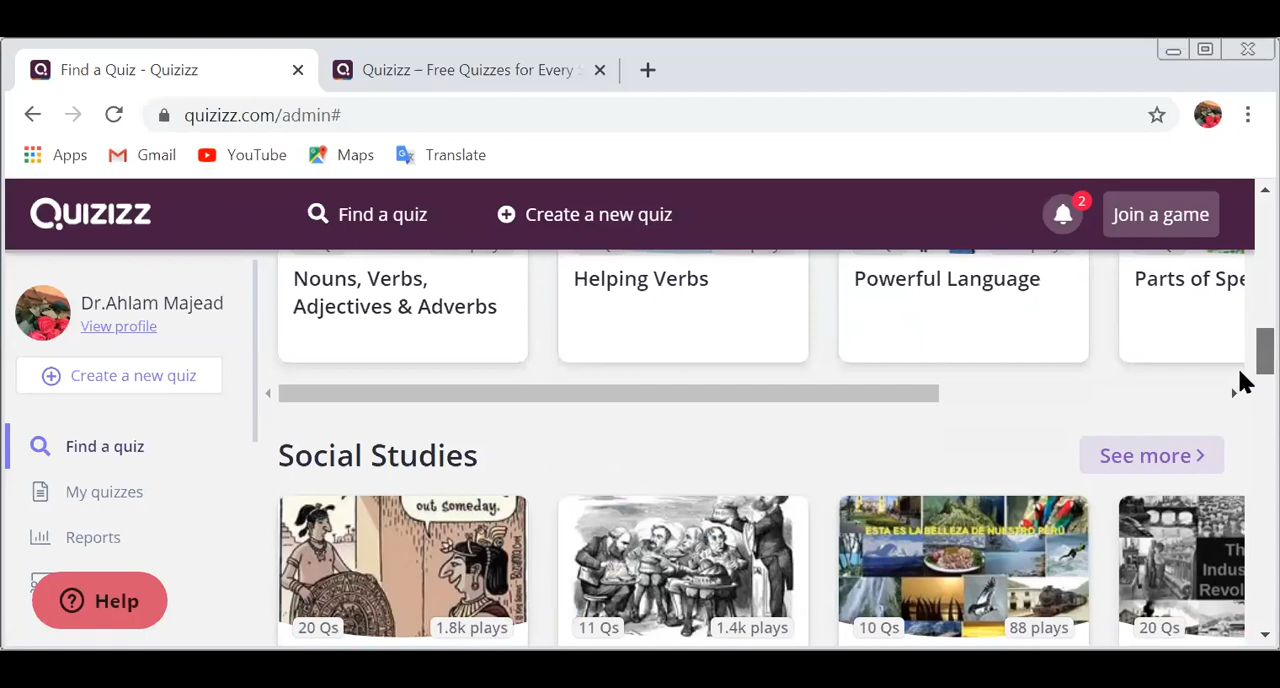 Find a Quiz - Quizizz
Quizizz – Free Quizzes for Every
quizizz.com/admin#
Apps Gmail YouTube Maps Translate
QUIZIZZ Find a quiz Create a new quiz 2 Join a game
Dr.Ahlam Majead
View profile
Create a new quiz
Find a quiz
My quizzes
Reports
Help
Nouns, Verbs,
Adjectives & Adverbs
Helping Verbs
Powerful Language
Parts of Spe
Social Studies See more
out someday.
20 Qs 1.8k plays
11 Qs 1.4k plays
ESTA ES LA BELLEZA DE NUESTRO PERÚ
10 Qs 88 plays
Th
Indus
Revol
20 Qs